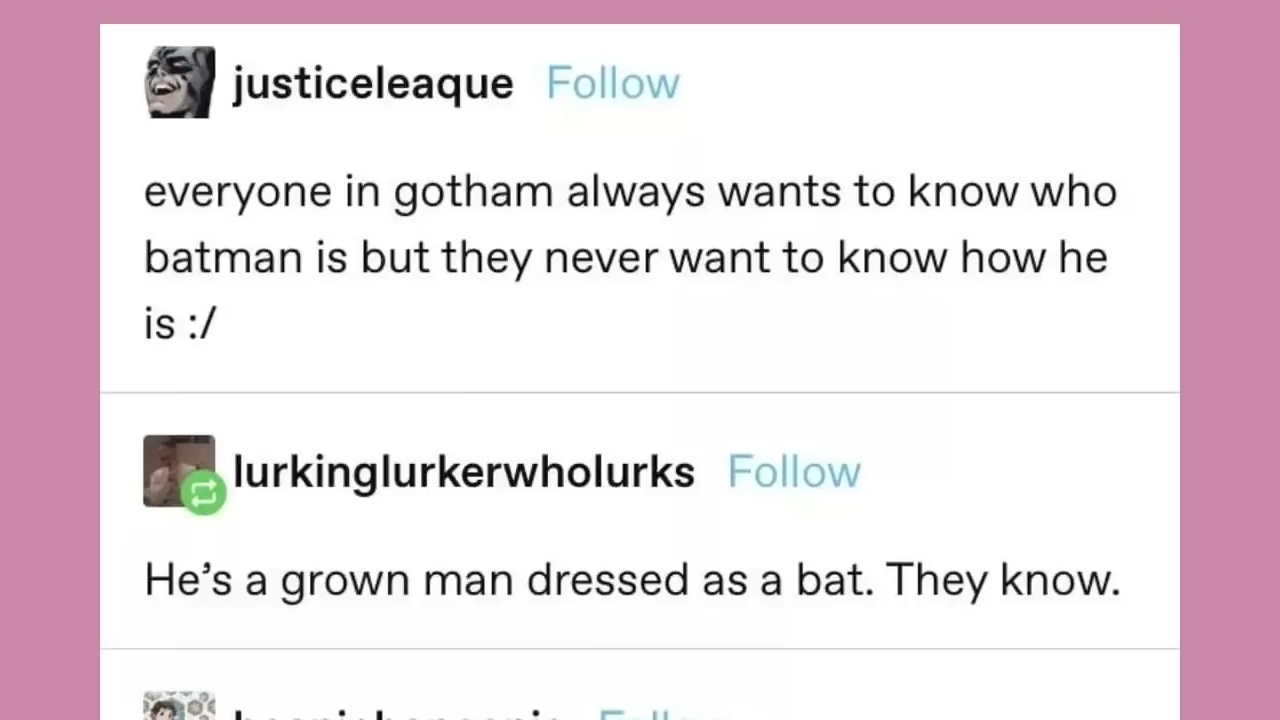 justiceleaque Follow
everyone in gotham always wants to know who
batman is but they never want to know how he
is :/
lurkinglurkerwholurks Follow
He’s a grown man dressed as a bat. They know.
Follow